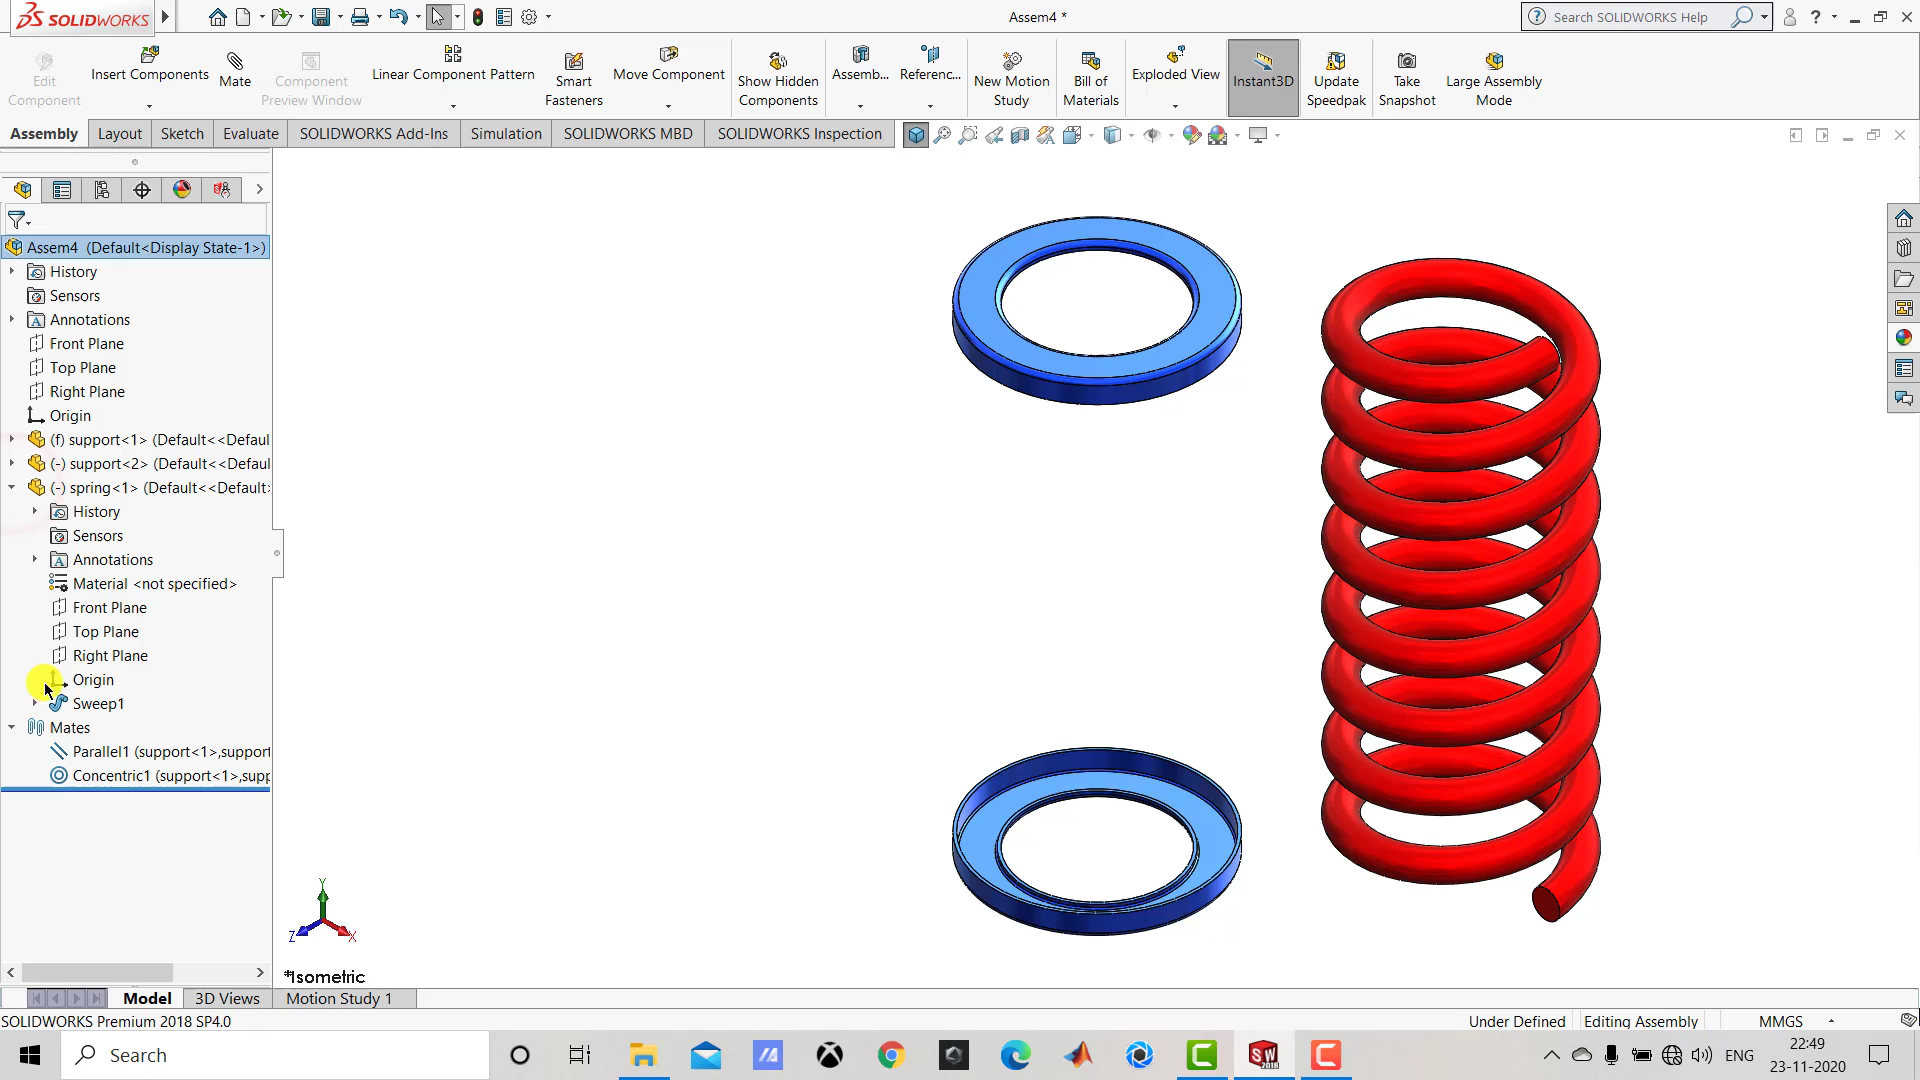 SOLIDWORKS
Assem4 *
Search SOLIDWORKS Help
Edit Component
Insert Components
Mate
Component Preview Window
Linear Component Pattern
Smart Fasteners
Move Component
Show Hidden Components
Assemb...
Referenc...
New Motion Study
Bill of Materials
Exploded View
Instant3D
Update Speedpak
Take Snapshot
Large Assembly Mode
Assembly
Layout
Sketch
Evaluate
SOLIDWORKS Add-Ins
Simulation
SOLIDWORKS MBD
SOLIDWORKS Inspection
Assem4 (Default<Display State-1>)
History
Sensors
Annotations
Front Plane
Top Plane
Right Plane
Origin
(f) support<1> (Default<<Defaul
(-) support<2> (Default<<Defaul
(-) spring<1> (Default<<Default>
History
Sensors
Annotations
Material <not specified>
Front Plane
Top Plane
Right Plane
Origin
Sweep1
Mates
Parallel1 (support<1>,support
Concentric1 (support<1>,supp
Y
Z
X
*Isometric
Model
3D Views
Motion Study 1
SOLIDWORKS Premium 2018 SP4.0
Under Defined
Editing Assembly
MMGS
Search
SW
2018
ENG
22:49
23-11-2020